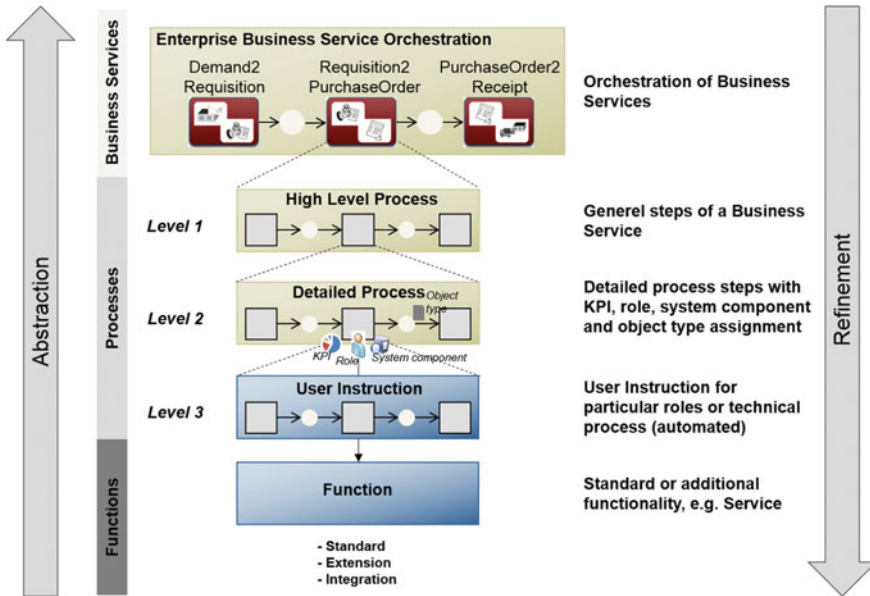 Abstraction
Business Services
Processes
Functions
Enterprise Business Service Orchestration
Demand2
Requisition
Requisition2
PurchaseOrder
PurchaseOrder2
Receipt
Orchestration of Business
Services
Level 1
High Level Process
Generel steps of a Business
Service
Level 2
Detailed Process
Object
type
KPI
Role
System component
Detailed process steps with
KPI, role, system component
and object type assignment
Level 3
User Instruction
User Instruction for
particular roles or technical
process (automated)
Function
Standard or additional
functionality, e.g. Service
- Standard
- Extension
- Integration
Refinement